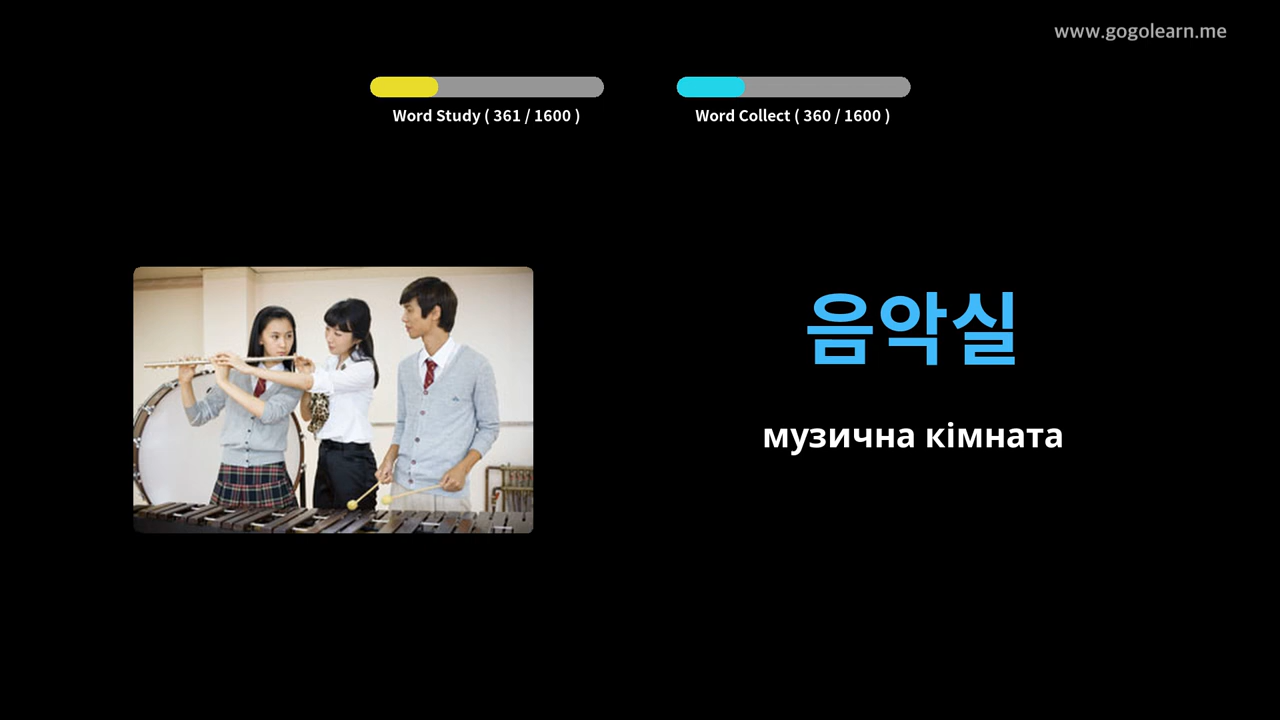 www.gogolearn.me
Word Study ( 361 / 1600 )
Word Collect ( 360 / 1600 )
음악실
музична кімната